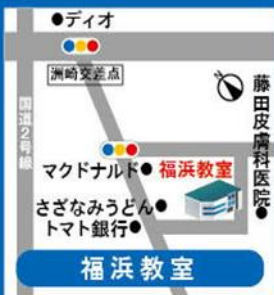 ●ディオ
洲崎交差点
国道2号線
マクドナルド●
福浜教室
藤田皮膚科医院●
さざなみうどん●
トマト銀行●
福浜教室